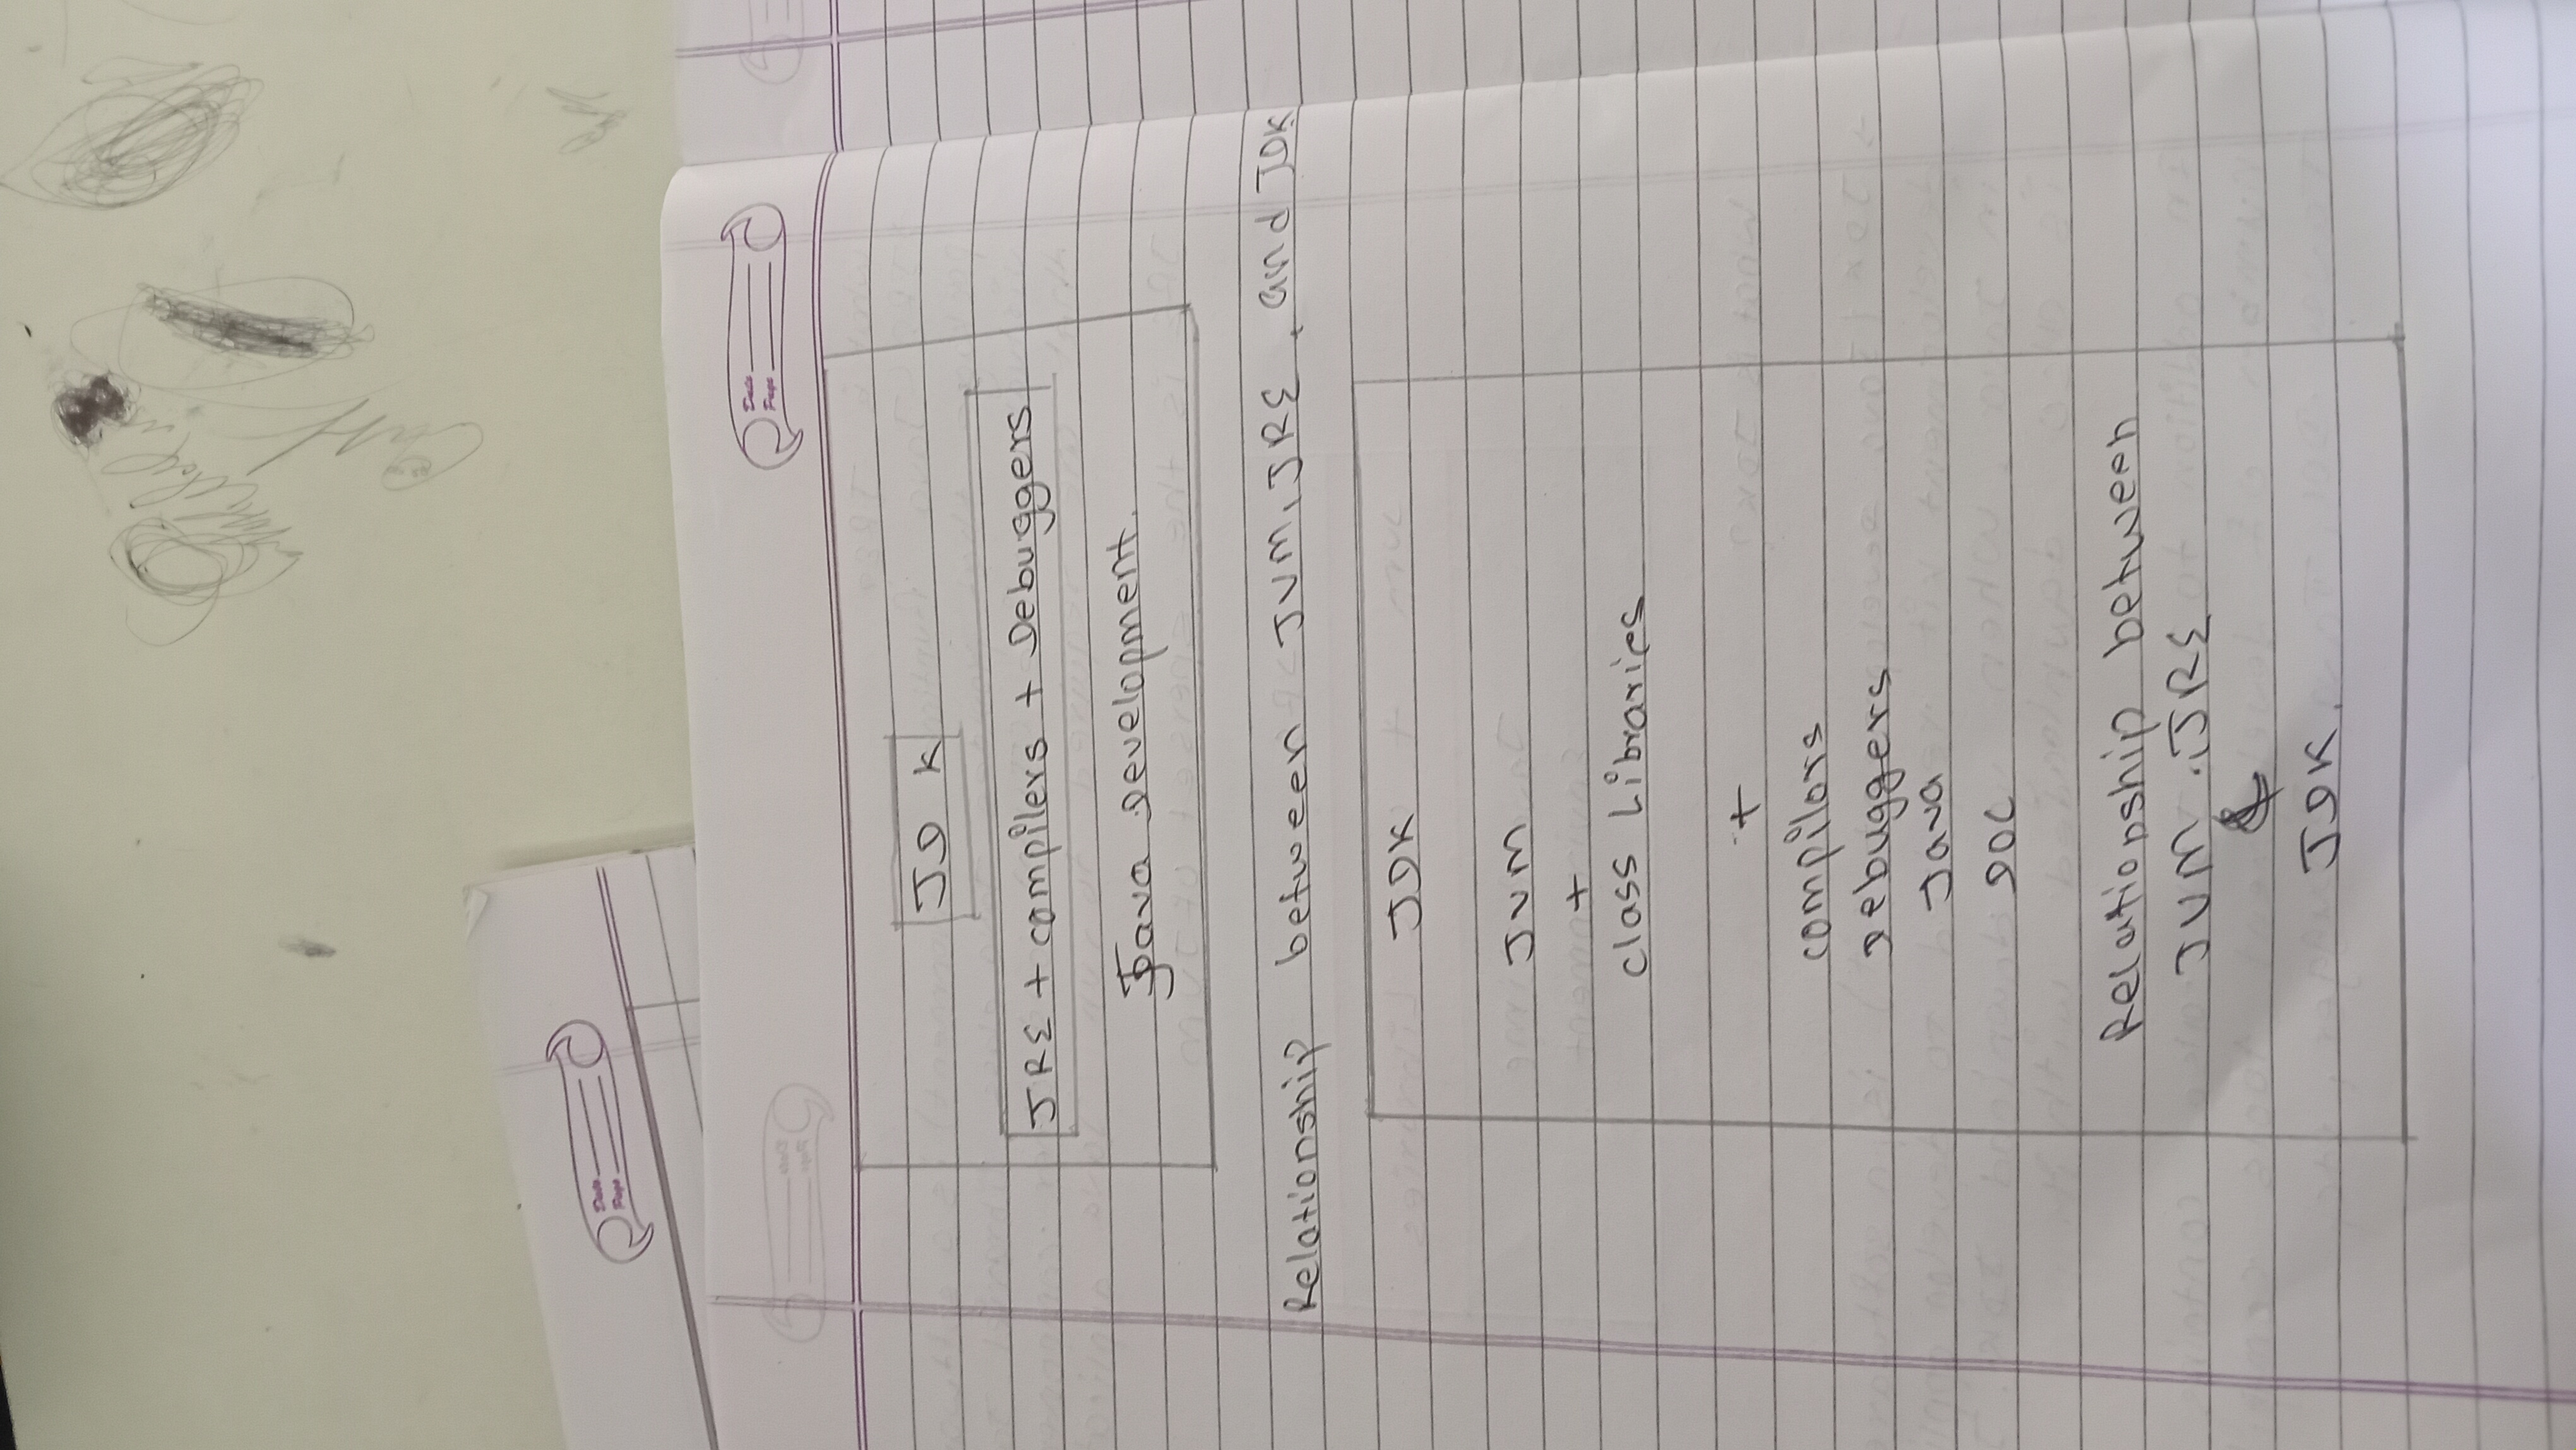 Date
Page
Date
Page
JDK
JRE + compilers + Debuggers
Java Development.
Relationship between JVM, JRE, and JDK
JDK
JVM
+
class Libraries
+
compilors
Debuggers
Java
DOC
Relationship between
JVM, JRE
&
JDK.